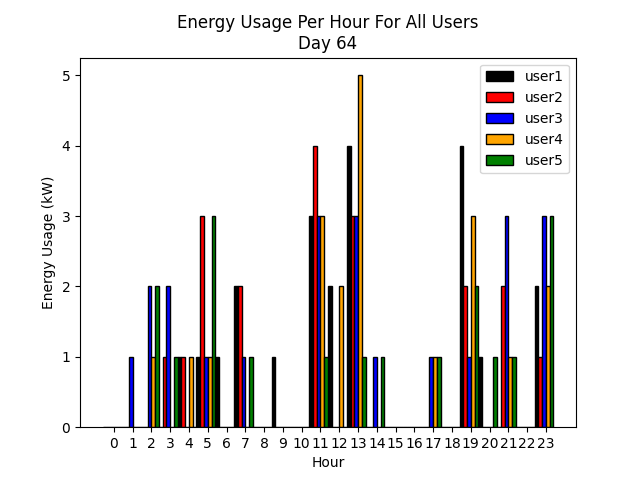 Energy Usage Per Hour For All Users
Day 64
user1
user2
user3
user4
user5
5
4
3
2
1
0
Energy Usage (kW)
0 1 2 3 4 5 6 7 8 9 10 11 12 13 14 15 16 17 18 19 20 21 22 23
Hour